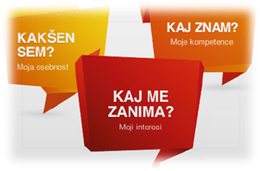 KAKŠEN
SEM?
Moja osebnost
KAJ ZNAM?
Moje kompetence
KAJ ME
ZANIMA?
Moji interesi